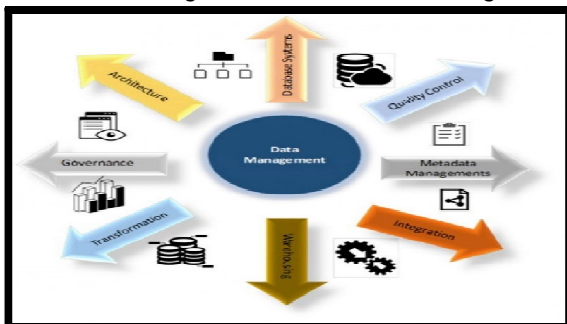 Database Systems
Architecture
Quality Control
Data
Management
Governance
Metadata
Managements
Transformation
Integration
Warehousing